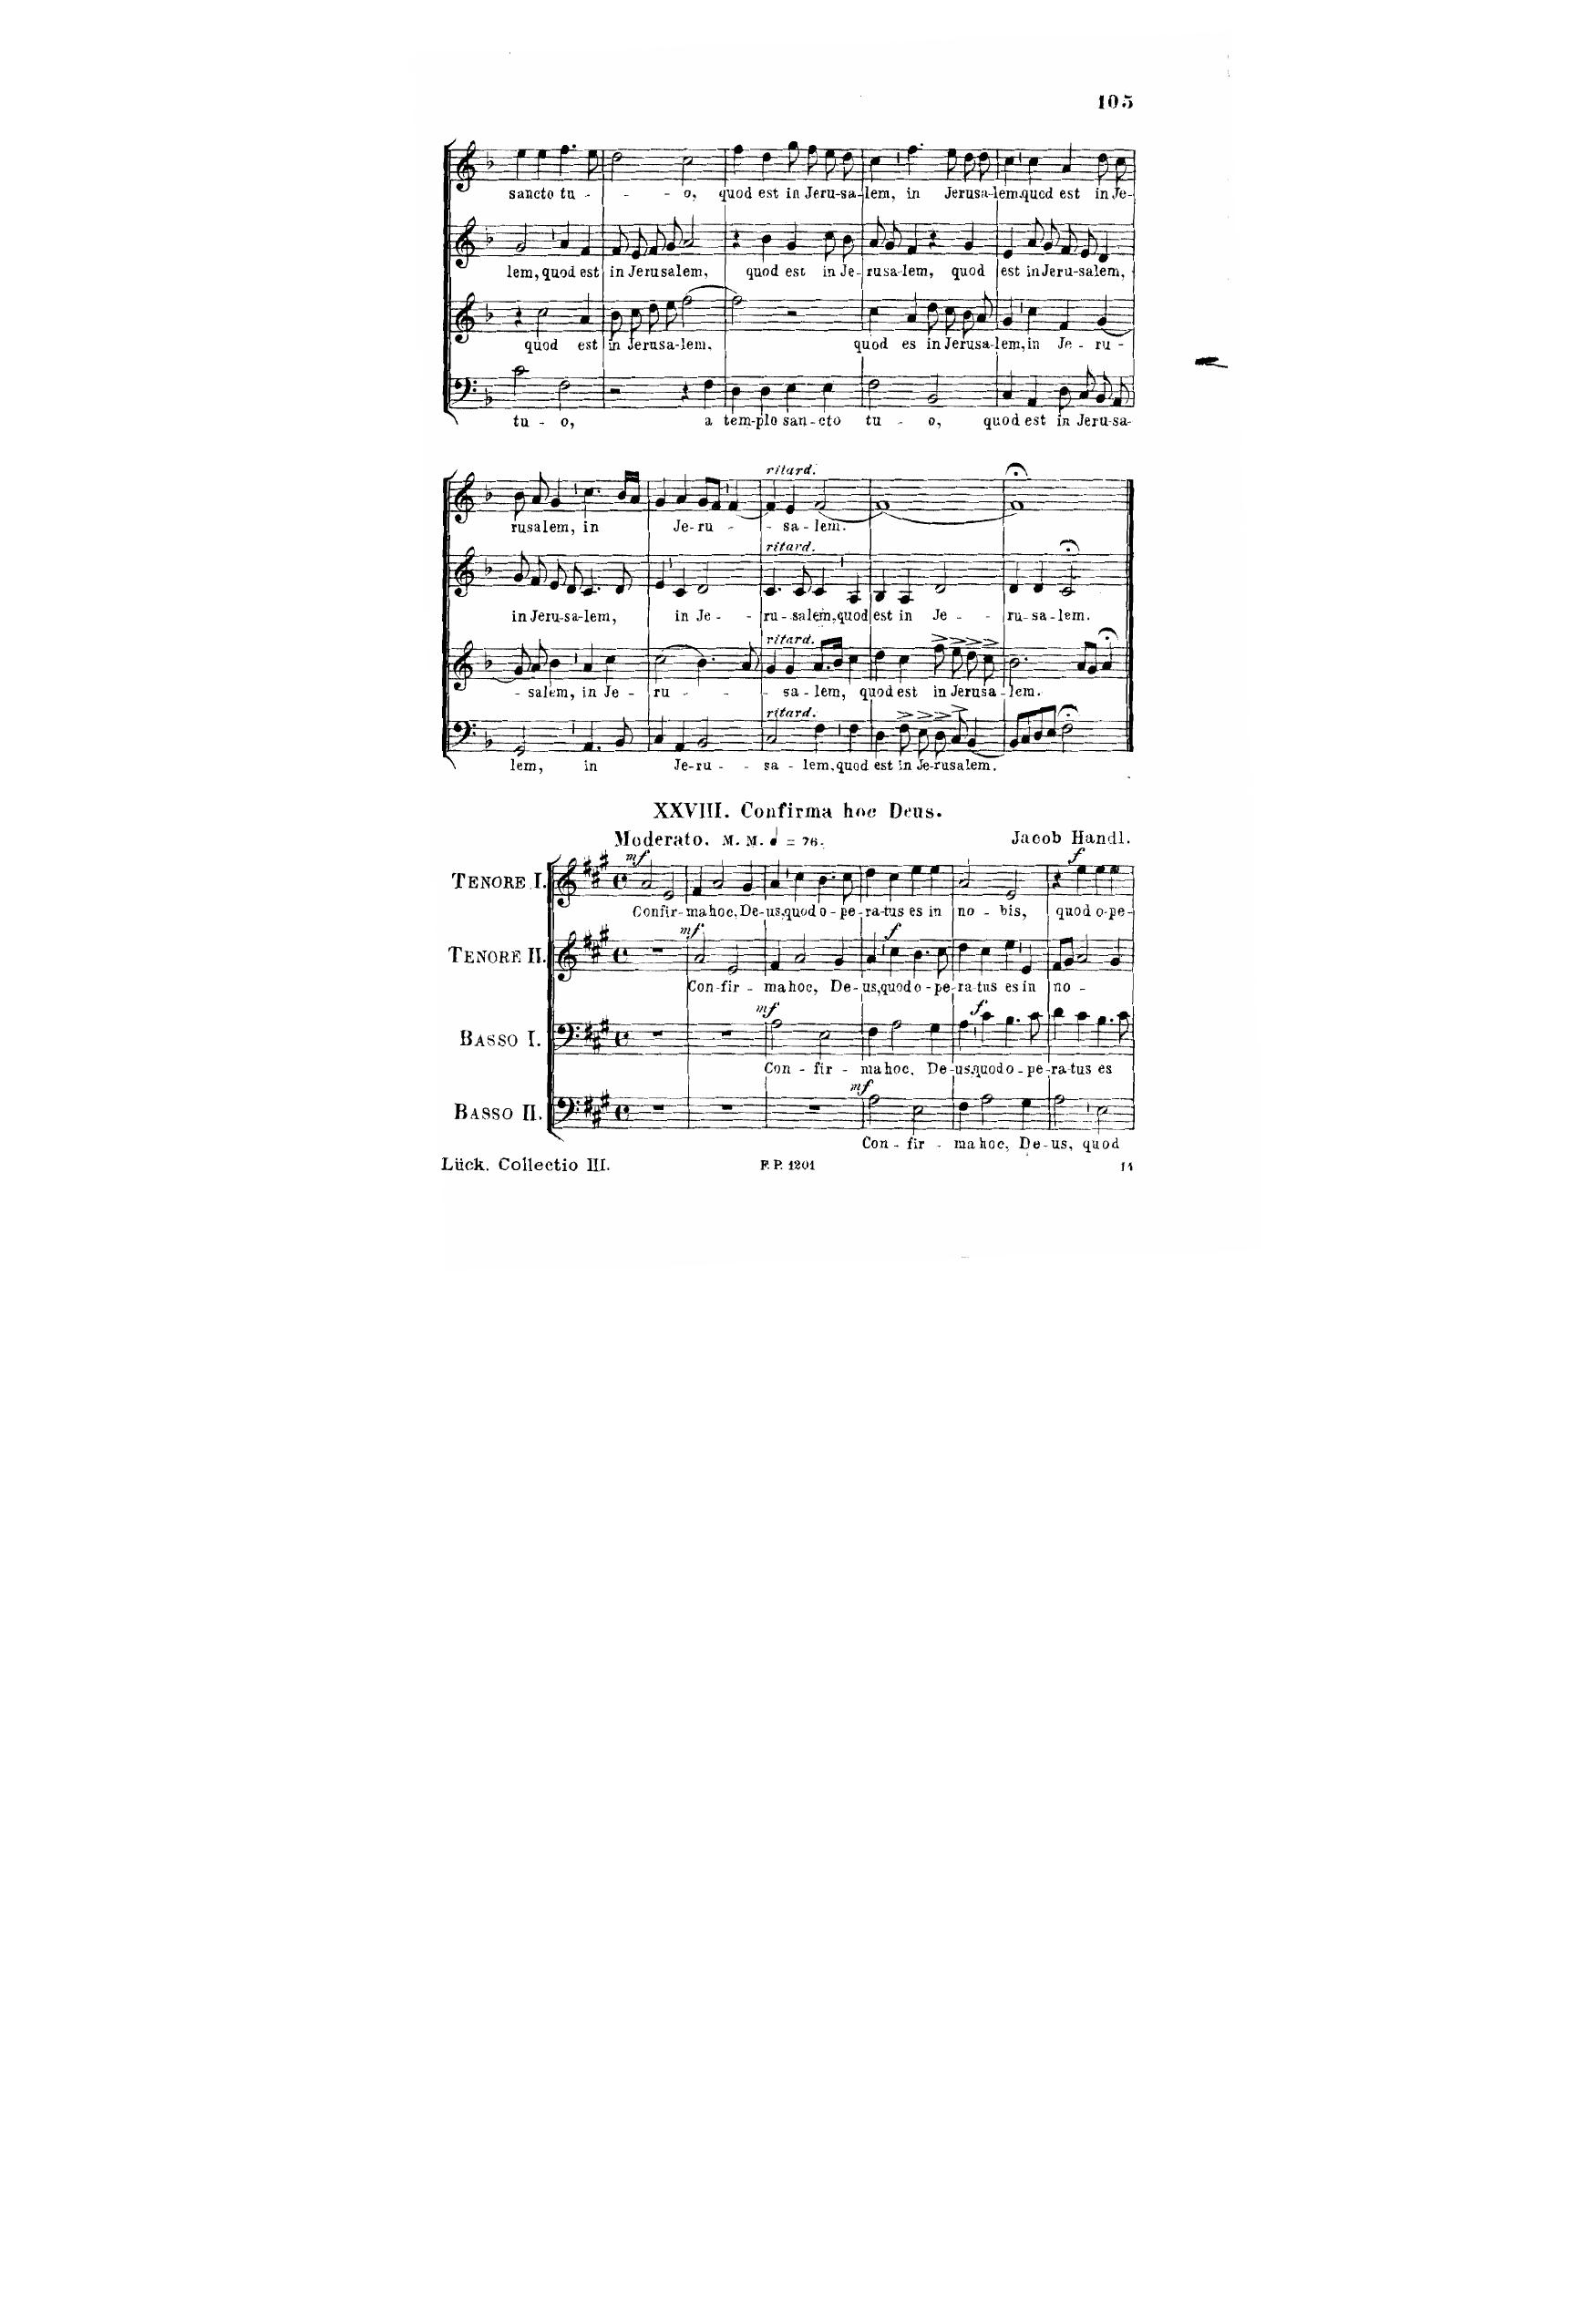 105
sancto tu - - - o, quod est in Jeru-sa-lem, in Jerusa-lem.quod est in Je-
lem, quod est in Jerusalem, quod est in Je-rusa-lem, quod est in Jeru-salem,
quod est in Jerusa-lem. quod es in Jerusa-lem, in Je - ru -
tu - o, a tem-plo san-cto tu - o, quod est in Jeru-sa-
ritard.
rusalem, in Je-ru - - sa - lem.
ritard.
in Jeru-sa-lem, in Je - - ru - salem, quod est in Je - - ru - sa - lem.
ritard.
- salem, in Je - ru - - - sa - lem, quod est in Jerusa - lem.
ritard.
lem, in Je-ru - - sa - lem, quod est in Je-rusalem.
XXVIII. Confirma hoc Deus.
Moderato. M. M. = 76. Jacob Handl.
mf f
TENORE I.
Confir-ma hoc, De-us, quod o-pe-ra-tus es in no - bis, quod o-pe-
mf f
TENORE II.
Con-fir - ma hoc, De-us, quod o-pe-ra-tus es in no -
mf f
BASSO I.
Con - fir - ma hoc, De-us, quod o-pe-ra-tus es
mf
BASSO II.
Con - fir - ma hoc, De-us, quod
Lück. Collectio III. F. P. 1201 14